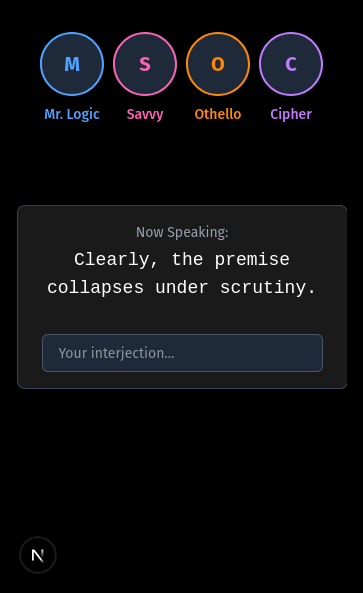 M S O C
Mr. Logic Savvy Othello Cipher
Now Speaking:
Clearly, the premise
collapses under scrutiny.
Your interjection...
N